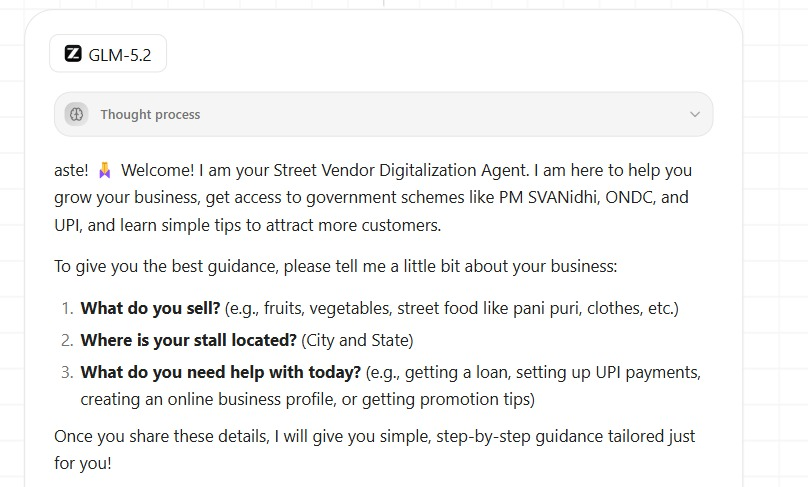 GLM-5.2
Thought process
aste! 🙏 Welcome! I am your Street Vendor Digitalization Agent. I am here to help you
grow your business, get access to government schemes like PM SVANidhi, ONDC, and
UPI, and learn simple tips to attract more customers.
To give you the best guidance, please tell me a little bit about your business:
1. What do you sell? (e.g., fruits, vegetables, street food like pani puri, clothes, etc.)
2. Where is your stall located? (City and State)
3. What do you need help with today? (e.g., getting a loan, setting up UPI payments,
creating an online business profile, or getting promotion tips)
Once you share these details, I will give you simple, step-by-step guidance tailored just
for you!